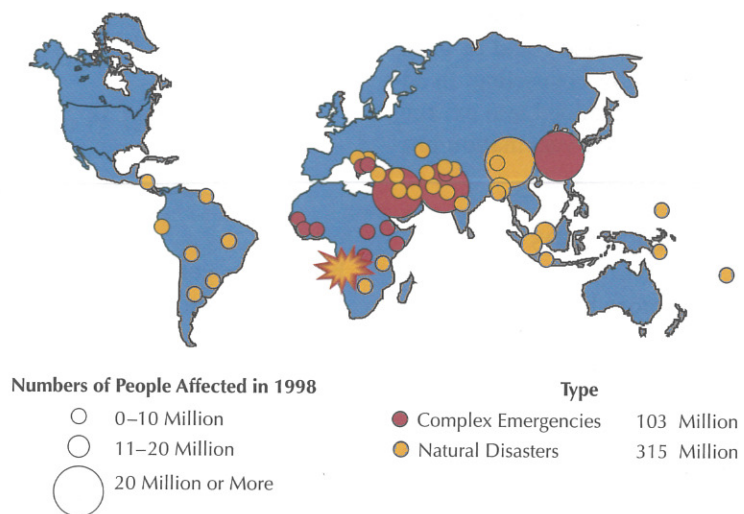 Numbers of People Affected in 1998
0–10 Million
11–20 Million
20 Million or More
Type
Complex Emergencies 103 Million
Natural Disasters 315 Million